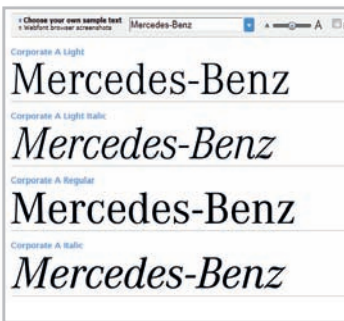 Choose your own sample text
Webfont browser screenshots
Mercedes-Benz
A A
Corporate A Light
Mercedes-Benz
Corporate A Light Italic
Mercedes-Benz
Corporate A Regular
Mercedes-Benz
Corporate A Italic
Mercedes-Benz